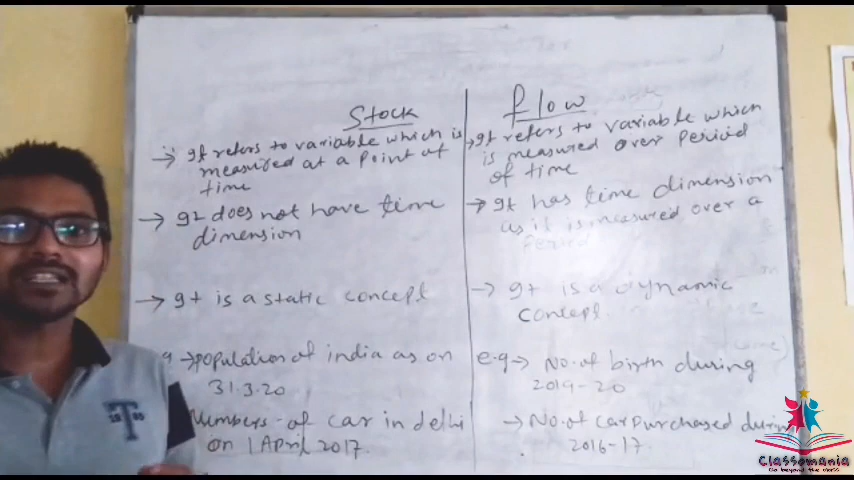 Stock
→ It refers to variable which is
measured at a point of
time
→ It does not have time
dimension
→ It is a static concept
→ population of india as on
31.3.20
Numbers of car in delhi
on 1 April 2017.
flow
→ It refers to variable which
is measured over period
of time
→ It has time dimension
as it is measured over a
Period
→ It is a dynamic
concept.
e.g → No. of birth during
2019-20
→ No. of car purchased during
2016-17
Classomania
Go beyond the class